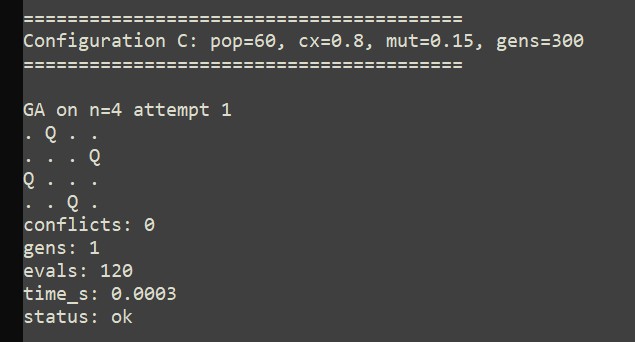 ========================================
Configuration C: pop=60, cx=0.8, mut=0.15, gens=300
========================================
GA on n=4 attempt 1
. Q . .
. . . Q
Q . . .
. . Q .
conflicts: 0
gens: 1
evals: 120
time_s: 0.0003
status: ok